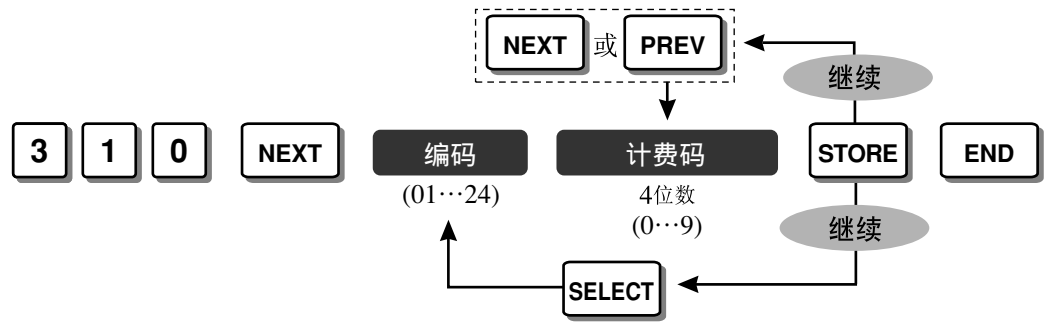 NEXT 或 PREV
继续
3 1 0 NEXT 编码 计费码 STORE END
(01⋯24) 4位数
(0⋯9)
继续
SELECT